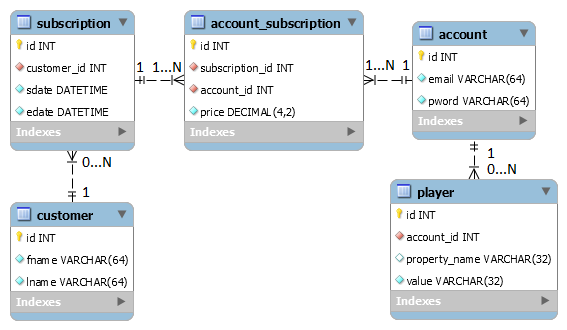 subscription
id INT
customer_id INT
sdate DATETIME
edate DATETIME
Indexes
1
1...N
account_subscription
id INT
subscription_id INT
account_id INT
price DECIMAL(4,2)
Indexes
1...N
1
account
id INT
email VARCHAR(64)
pword VARCHAR(64)
Indexes
0...N
1
customer
id INT
fname VARCHAR(64)
lname VARCHAR(64)
Indexes
1
0...N
player
id INT
account_id INT
property_name VARCHAR(32)
value VARCHAR(32)
Indexes